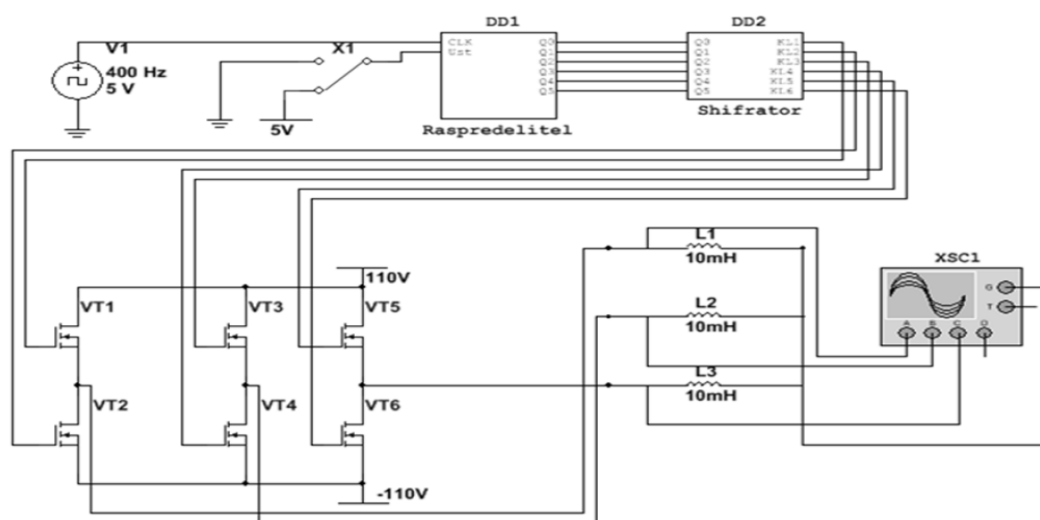 V1
400 Hz
5 V
X1
5V
DD1
CLK
Ust
Q0
Q1
Q2
Q3
Q4
Q5
Raspredelitel
DD2
Q0
Q1
Q2
Q3
Q4
Q5
KL1
KL2
KL3
KL4
KL5
KL6
Shifrator
110V
VT1
VT3
VT5
VT2
VT4
VT6
-110V
L1
10mH
L2
10mH
L3
10mH
XSC1
G
T
A
B
C
D